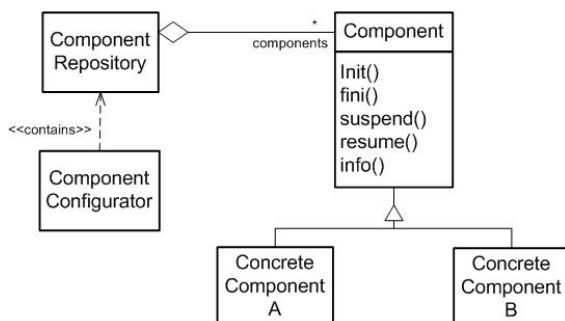 Component
Repository
*
components
Component
Init()
fini()
suspend()
resume()
info()
<<contains>>
Component
Configurator
Concrete
Component
A
Concrete
Component
B